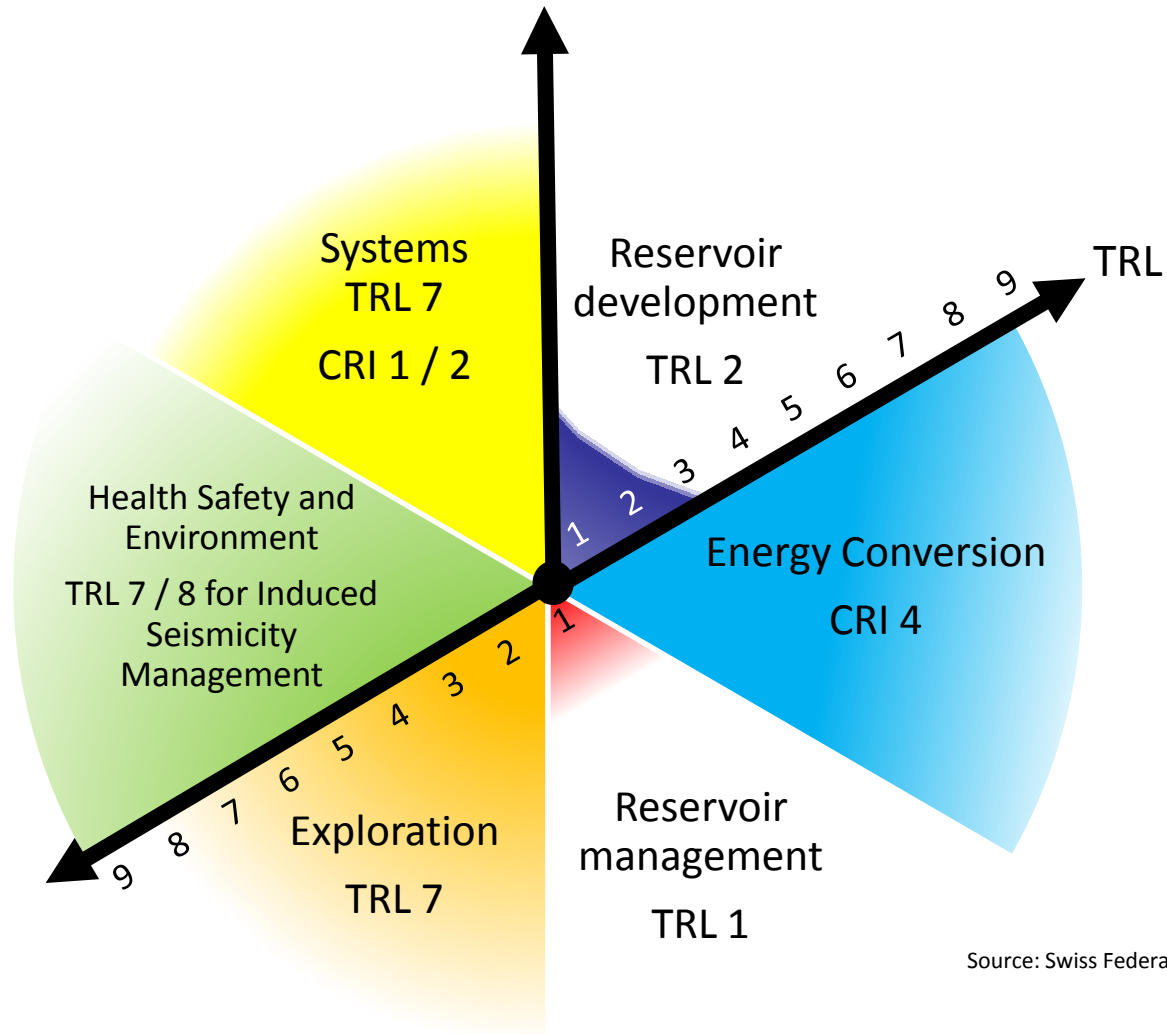 Systems
TRL 7
CRI 1 / 2
Reservoir
development
TRL 2
TRL
1 2 3 4 5 6 7 8 9
Health Safety and
Environment
TRL 7 / 8 for Induced
Seismicity
Management
Energy Conversion
CRI 4
1 2 3 4 5 6 7 8 9
Exploration
TRL 7
Reservoir
management
TRL 1
Source: Swiss Federa